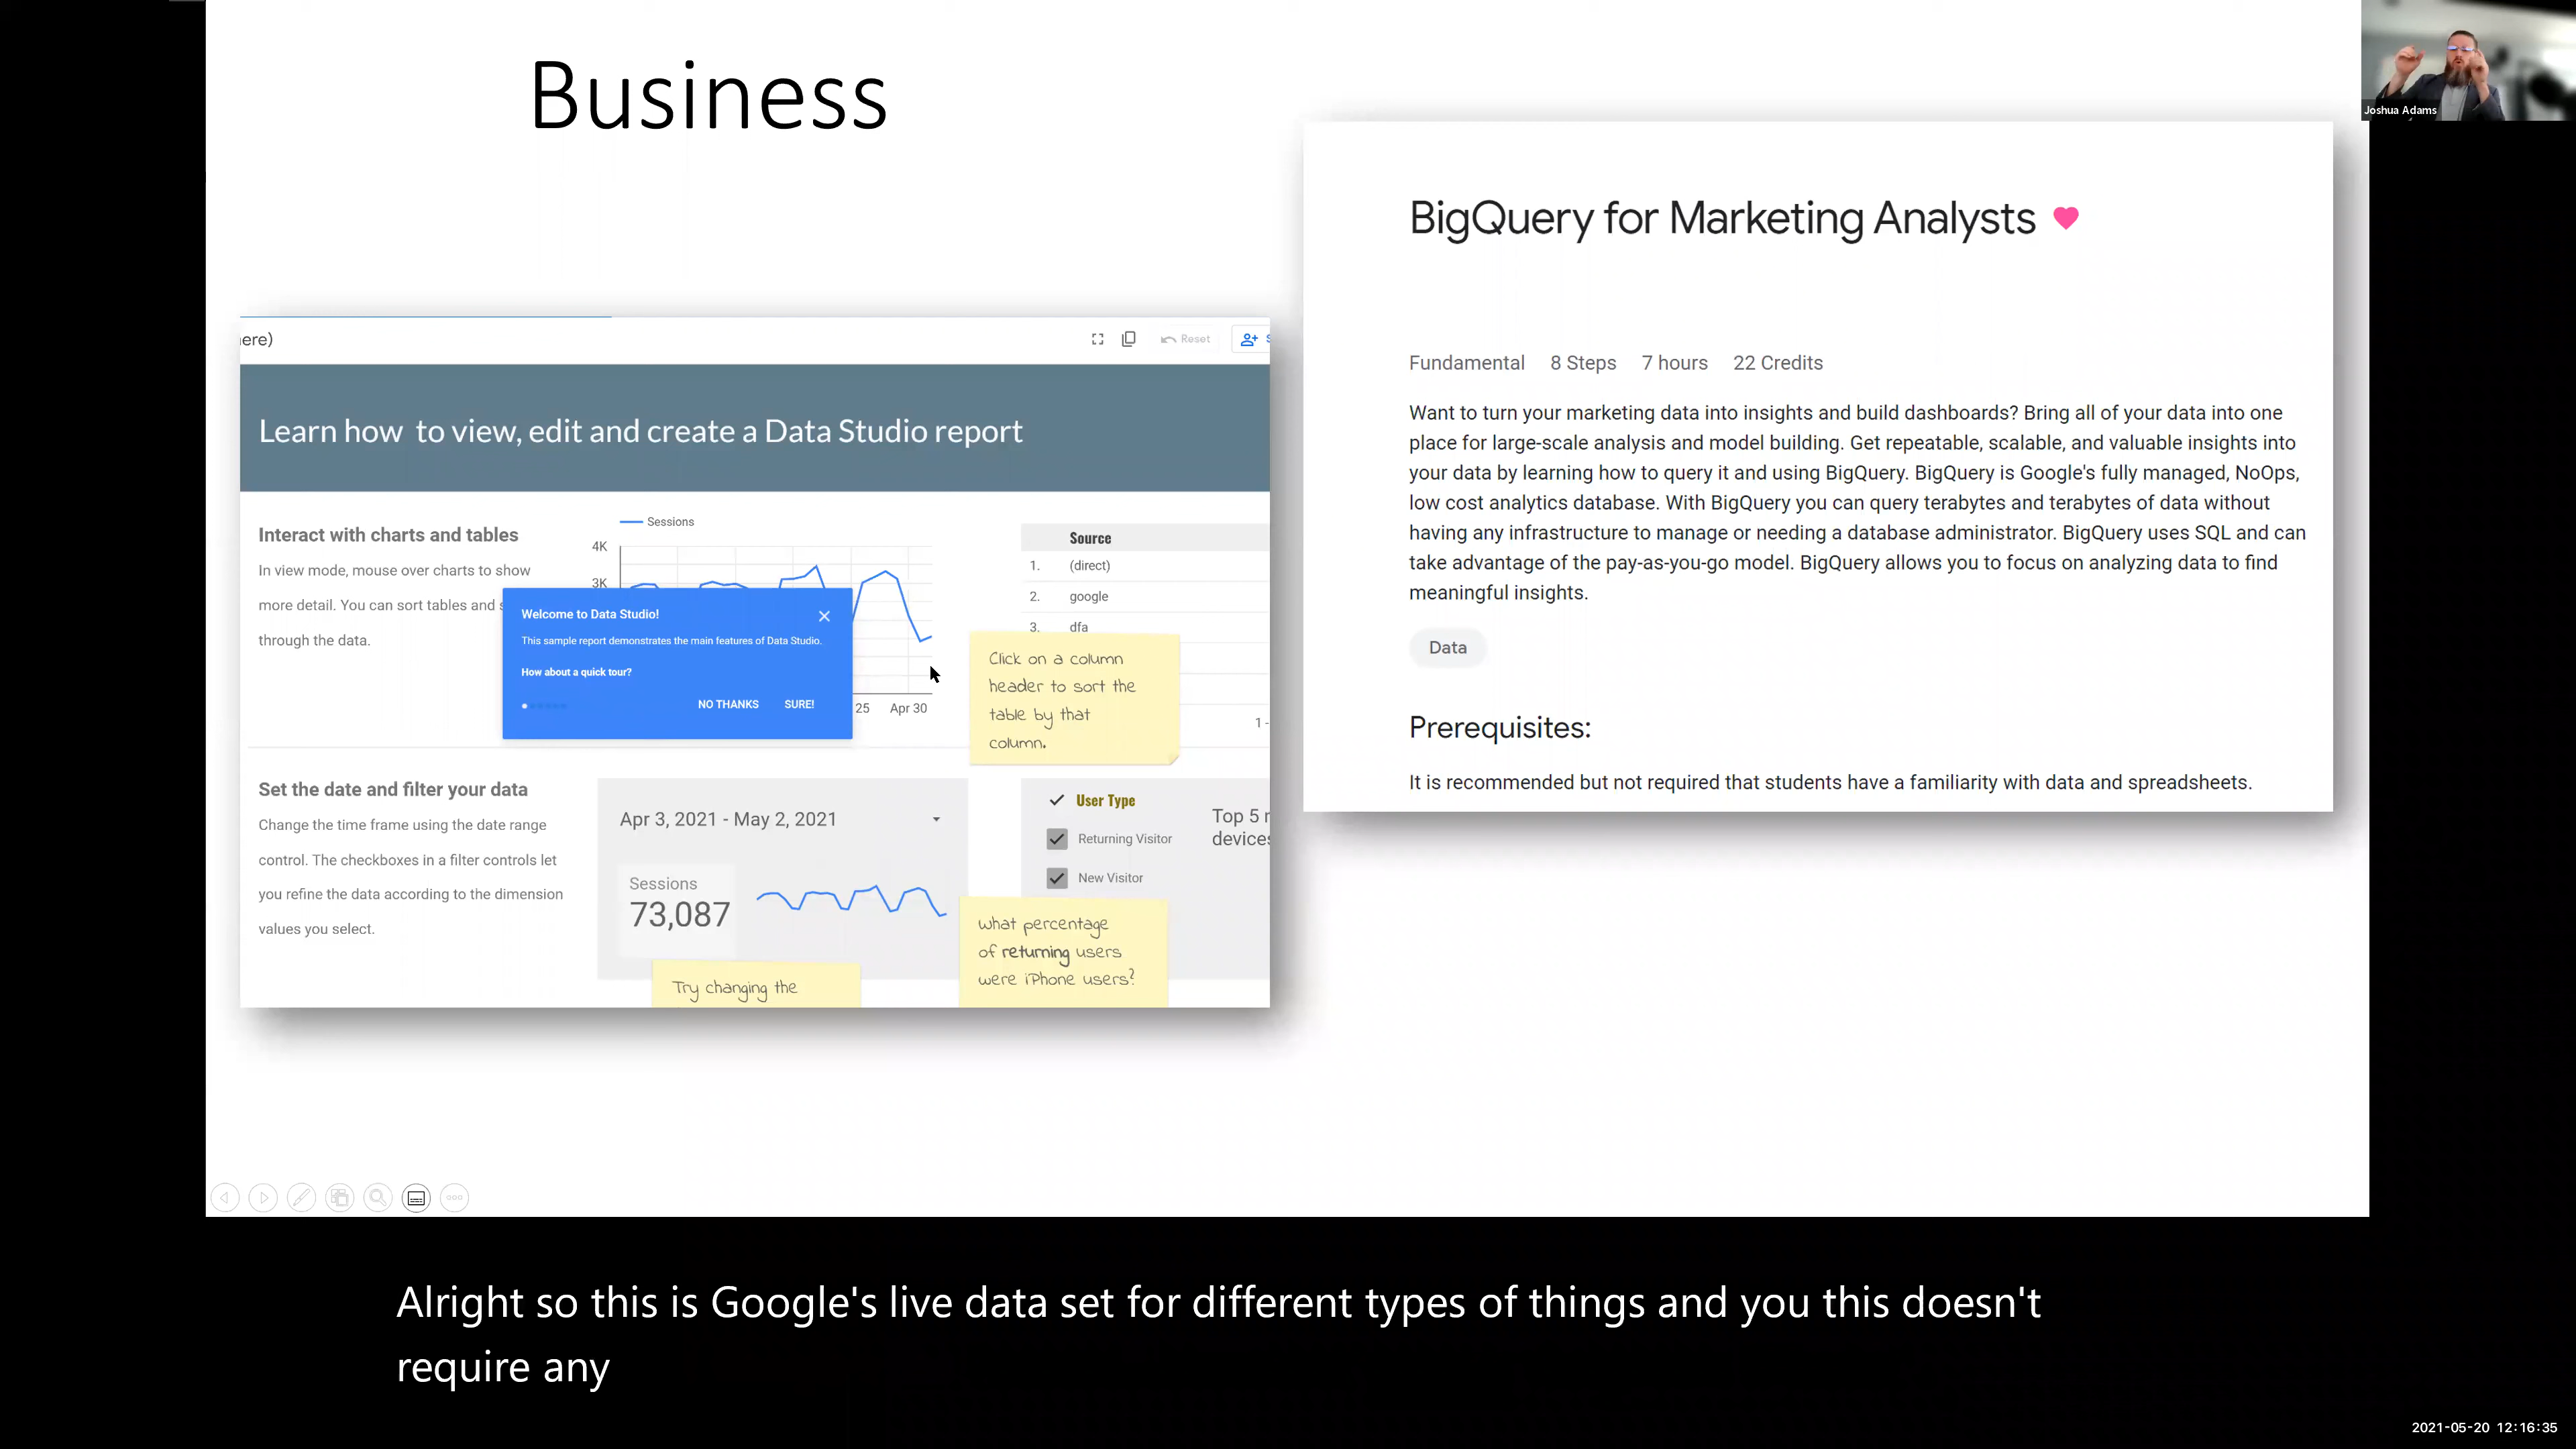 Business
Joshua Adams
ere)
Reset
Learn how to view, edit and create a Data Studio report
Interact with charts and tables
In view mode, mouse over charts to show
more detail. You can sort tables and s
through the data.
Sessions
4K
3K
25 Apr 30
Welcome to Data Studio!
This sample report demonstrates the main features of Data Studio.
How about a quick tour?
NO THANKS SURE!
Source
1. (direct)
2. google
3. dfa
1 -
Click on a column
header to sort the
table by that
column.
Set the date and filter your data
Change the time frame using the date range
control. The checkboxes in a filter controls let
you refine the data according to the dimension
values you select.
Apr 3, 2021 - May 2, 2021
Sessions
73,087
Try changing the
User Type
Returning Visitor
New Visitor
Top 5
devices
What percentage
of returning users
were iPhone users?
BigQuery for Marketing Analysts
Fundamental 8 Steps 7 hours 22 Credits
Want to turn your marketing data into insights and build dashboards? Bring all of your data into one
place for large-scale analysis and model building. Get repeatable, scalable, and valuable insights into
your data by learning how to query it and using BigQuery. BigQuery is Google's fully managed, NoOps,
low cost analytics database. With BigQuery you can query terabytes and terabytes of data without
having any infrastructure to manage or needing a database administrator. BigQuery uses SQL and can
take advantage of the pay-as-you-go model. BigQuery allows you to focus on analyzing data to find
meaningful insights.
Data
Prerequisites:
It is recommended but not required that students have a familiarity with data and spreadsheets.
Alright so this is Google's live data set for different types of things and you this doesn't
require any
2021-05-20 12:16:35